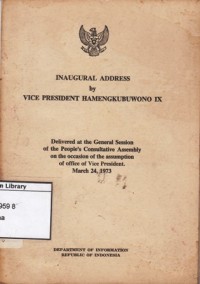 INAUGURAL ADDRESS
by
VICE PRESIDENT HAMENGKUBUWONO IX
Delivered at the General Session
of the People's Consultative Assembly
on the occasion of the assumption
of office of Vice President.
March 24, 1973
n Library
959 8
na
DEPARTMENT OF INFORMATION
REPUBLIC OF INDONESIA